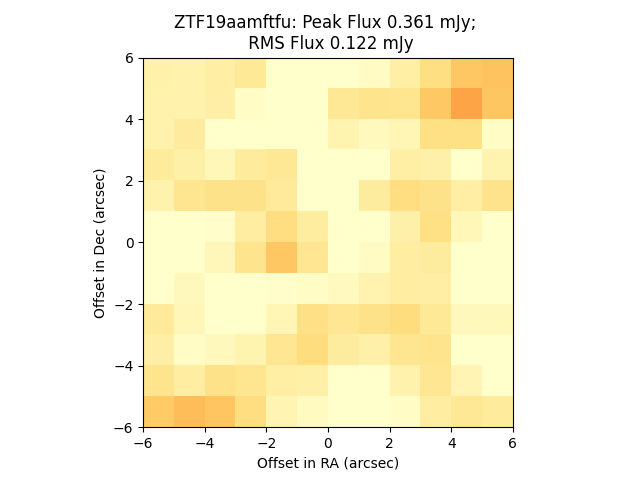 ZTF19aamftfu: Peak Flux 0.361 mJy;
RMS Flux 0.122 mJy
6
4
2
0
−2
−4
−6
Offset in Dec (arcsec)
−6 −4 −2 0 2 4 6
Offset in RA (arcsec)